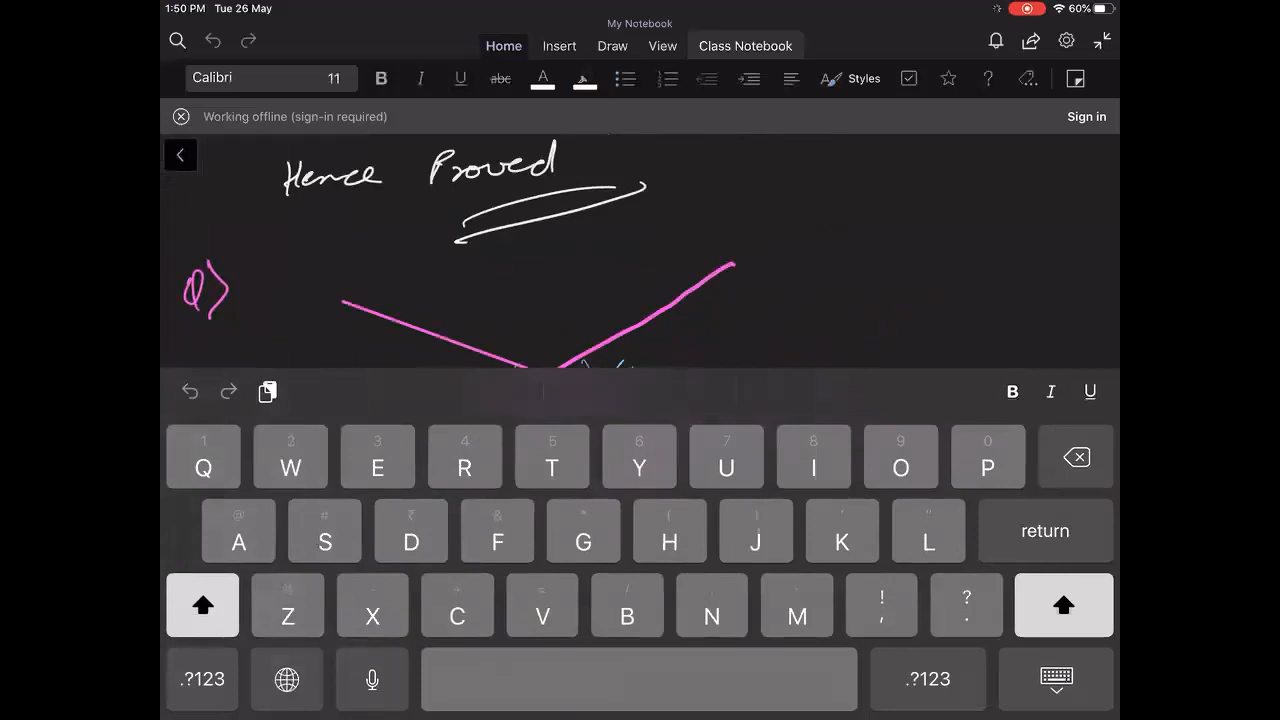 1:50 PM Tue 26 May
60%
My Notebook
Home Insert Draw View Class Notebook
Calibri 11 B I U abc A Styles ?
Working offline (sign-in required) Sign in
Hence Proved
Q)
B I U
1 2 3 4 5 6 7 8 9 0
Q W E R T Y U I O P
@ # ₹ & * ( ) ' "
A S D F G H J K L return
% - + = / ; : ! ?
Z X C V B N M , .
.?123 .?123